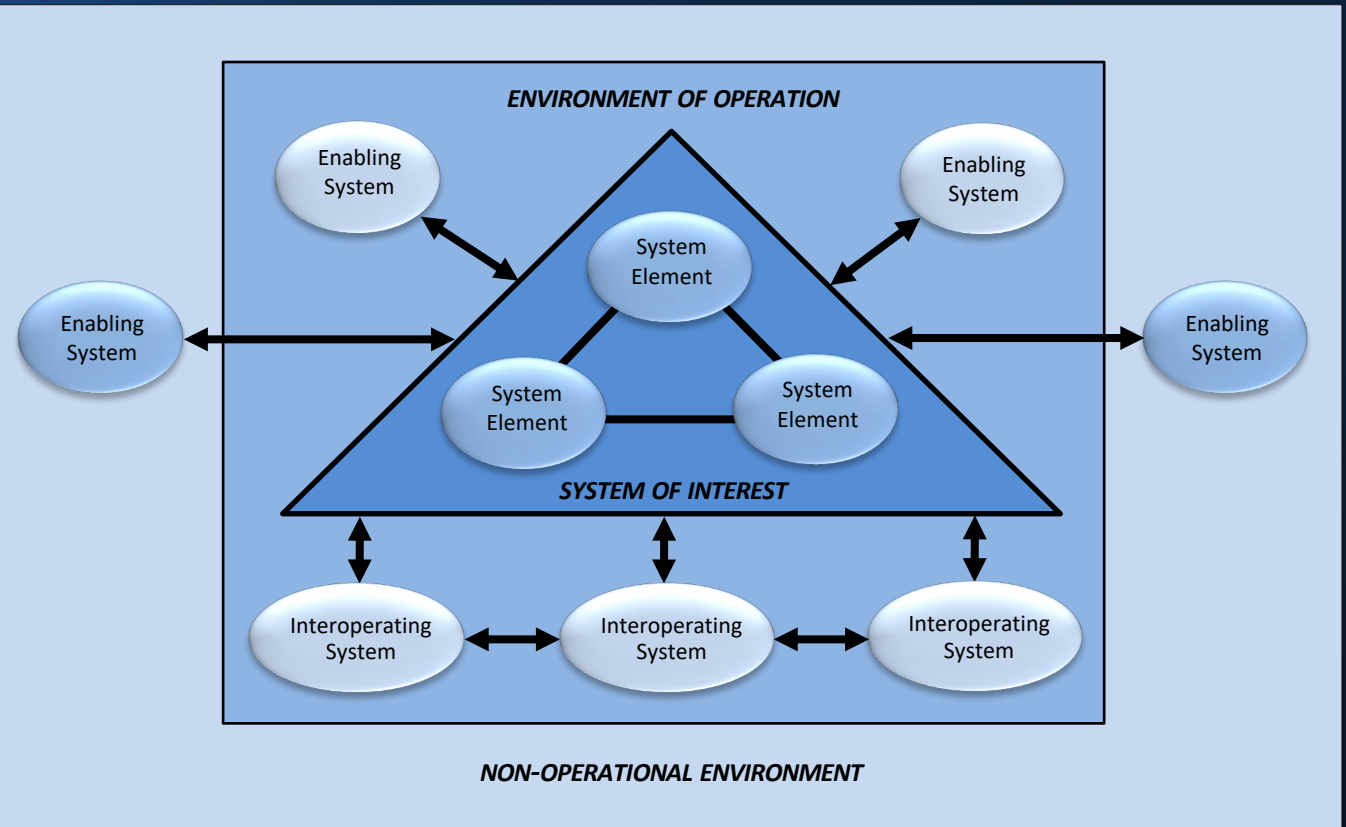 ENVIRONMENT OF OPERATION
Enabling
System
Enabling
System
System
Element
Enabling
System
Enabling
System
System
Element
System
Element
SYSTEM OF INTEREST
Interoperating
System
Interoperating
System
Interoperating
System
NON-OPERATIONAL ENVIRONMENT